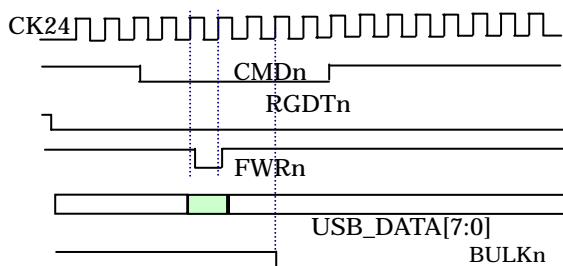 CK24
CMDn
RGDTn
FWRn
USB_DATA[7:0]
BULKn